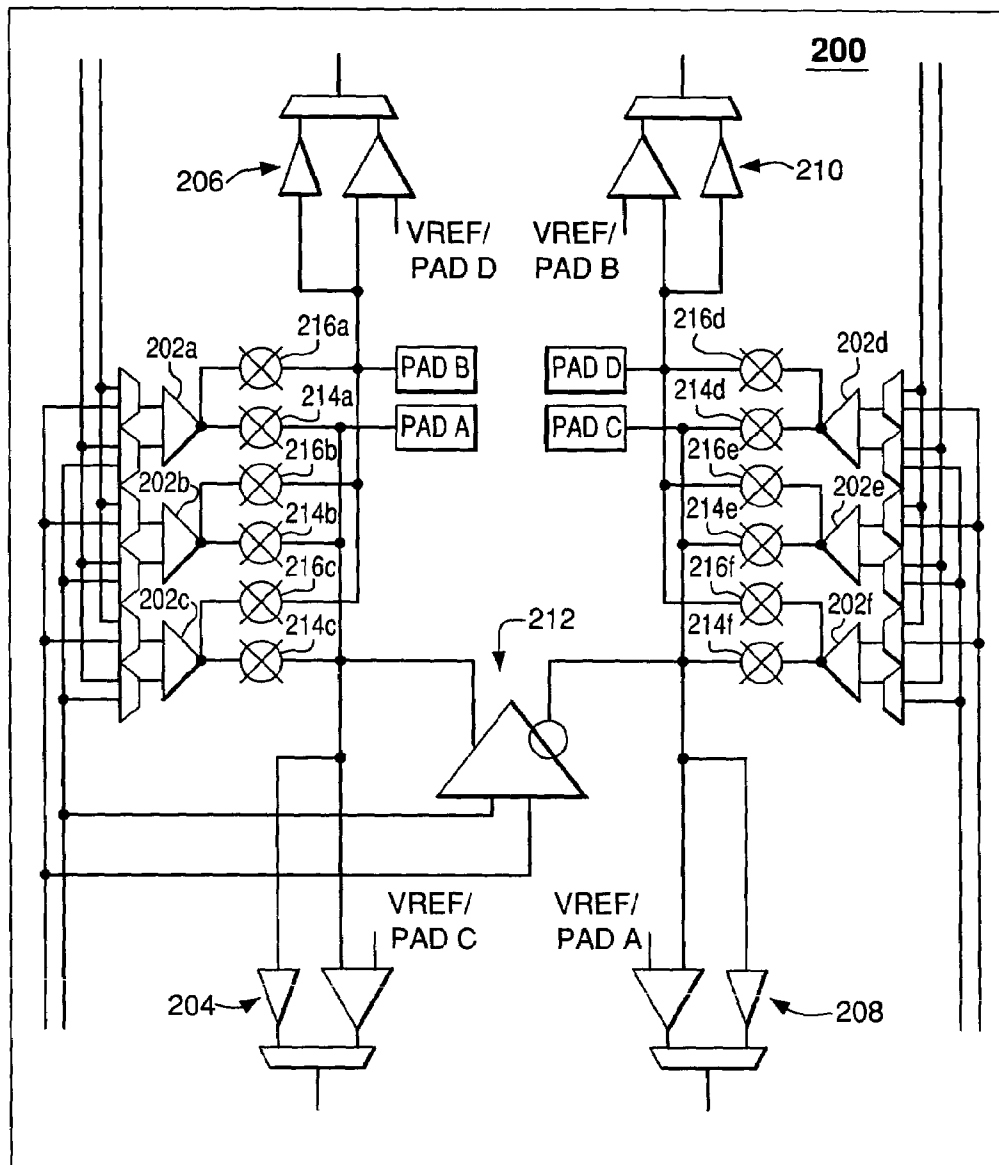 200
206
210
VREF/
PAD D
VREF/
PAD B
216a
216d
202a
202d
PAD B
PAD D
214a
214d
PAD A
PAD C
216b
216e
202b
202e
214b
214e
216c
216f
202c
202f
214c
212
214f
VREF/
PAD C
VREF/
PAD A
204
208